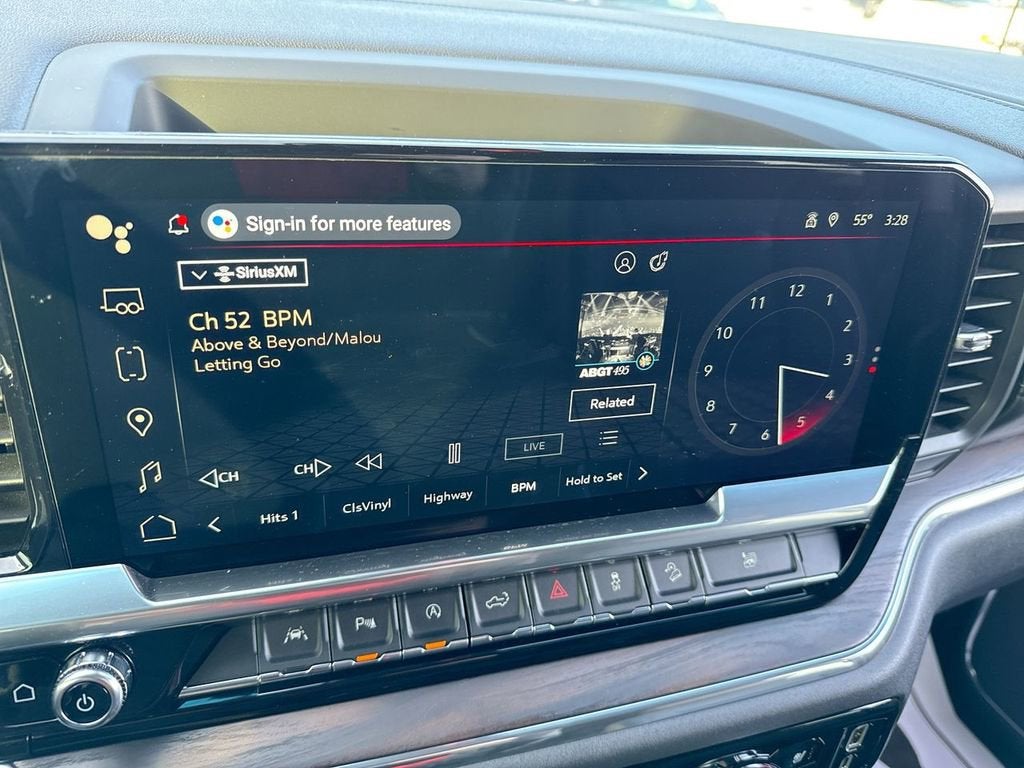 Sign-in for more features
55° 3:28
SiriusXM
Ch 52 BPM
Above & Beyond/Malou
Letting Go
ABGT 495
Related
12
1
2
3
4
5
6
7
8
9
10
11
CH
CH
LIVE
Hits 1
ClsVinyl
Highway
BPM
Hold to Set
P
A